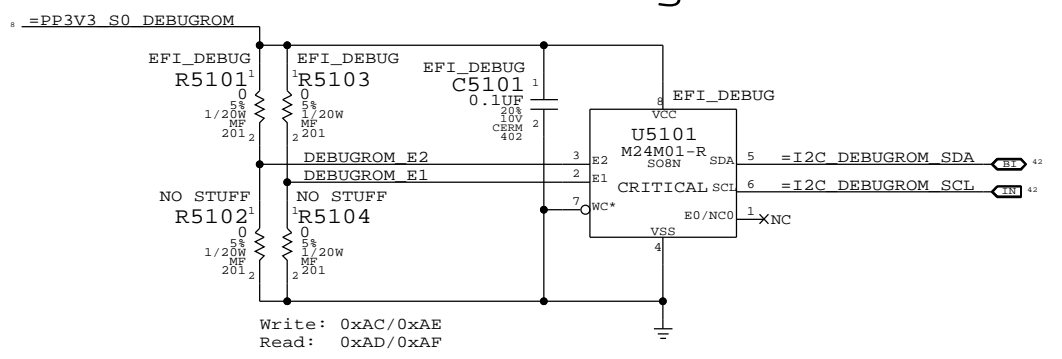 8 =PP3V3_S0_DEBUGROM
EFI_DEBUG
R5101
1
0
5%
1/20W
MF
201
2
EFI_DEBUG
1
R5103
0
5%
1/20W
MF
201
2
EFI_DEBUG
C5101
1
0.1UF
20%
10V
CERM
402
2
EFI_DEBUG
8
VCC
U5101
M24M01-R
SO8N
CRITICAL
DEBUGROM_E2 3 E2
DEBUGROM_E1 2 E1
7 WC*
SDA 5 =I2C_DEBUGROM_SDA BI 42
SCL 6 =I2C_DEBUGROM_SCL IN 42
E0/NC0 1 NC
VSS
4
NO STUFF
R5102
1
0
5%
1/20W
MF
201
2
NO STUFF
1
R5104
0
5%
1/20W
MF
201
2
Write: 0xAC/0xAE
Read: 0xAD/0xAF